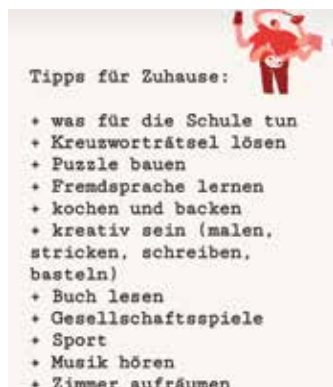 Tipps für Zuhause:
+ was für die Schule tun
+ Kreuzworträtsel lösen
+ Puzzle bauen
+ Fremdsprache lernen
+ kochen und backen
+ kreativ sein (malen,
stricken, schreiben,
basteln)
+ Buch lesen
+ Gesellschaftsspiele
+ Sport
+ Musik hören
+ Zimmer aufräumen